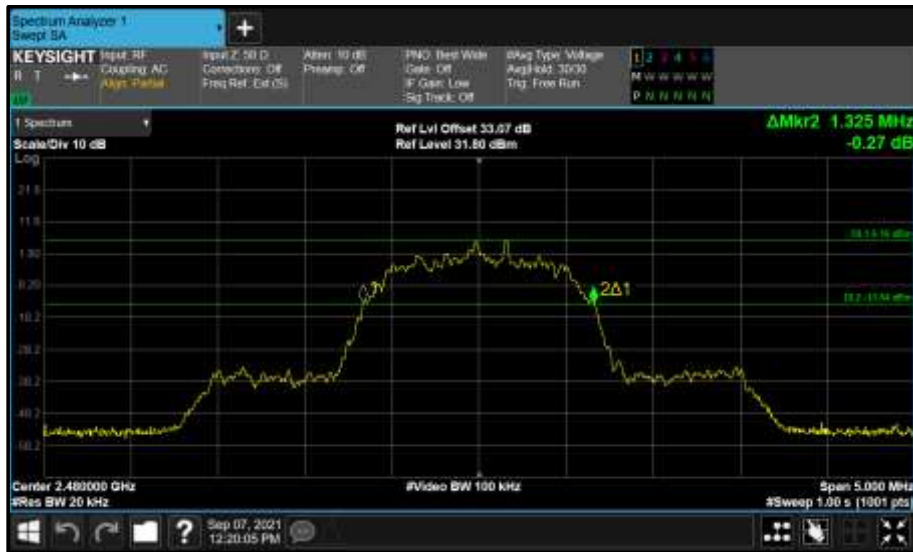 Spectrum Analyzer 1
Swept SA
+
KEYSIGHT
R T
Input: RF
Coupling: AC
Align: Partial
Input Z: 50 Ω
Corrections: Off
Freq Ref: Ext (S)
Atten: 10 dB
Preamp: Off
PNO: Best Wide
Gate: Off
IF Gain: Low
Sig Track: Off
#Avg Type: Voltage
Avg|Hold: 30/30
Trig: Free Run
1 2 3 4 5 6
M W W W W W
P N N N N N
1 Spectrum
Scale/Div 10 dB
Ref Lvl Offset 33.07 dB
Ref Level 31.80 dBm
ΔMkr2 1.325 MHz
-0.27 dB
Log
21.8
11.8
1.80
-8.20
-18.2
-28.2
-38.2
-48.2
-58.2
2Δ1
Center 2.480000 GHz
#Res BW 20 kHz
#Video BW 100 kHz
Span 5.000 MHz
#Sweep 1.00 s (1001 pts)
?
Sep 07, 2021
12:20:05 PM